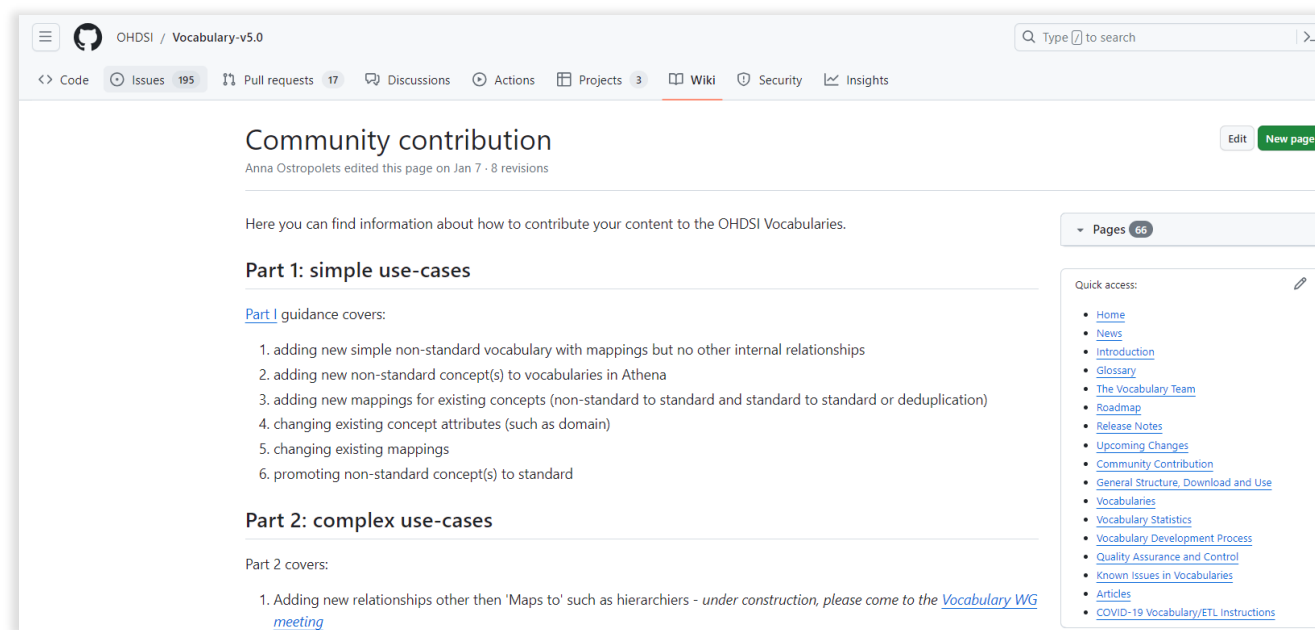 OHDSI / Vocabulary-v5.0
Type / to search
Code
Issues 195
Pull requests 17
Discussions
Actions
Projects 3
Wiki
Security
Insights
Community contribution
Edit
New page
Anna Ostropolets edited this page on Jan 7 · 8 revisions
Here you can find information about how to contribute your content to the OHDSI Vocabularies.
Part 1: simple use-cases
Part I guidance covers:
1. adding new simple non-standard vocabulary with mappings but no other internal relationships
2. adding new non-standard concept(s) to vocabularies in Athena
3. adding new mappings for existing concepts (non-standard to standard and standard to standard or deduplication)
4. changing existing concept attributes (such as domain)
5. changing existing mappings
6. promoting non-standard concept(s) to standard
Part 2: complex use-cases
Part 2 covers:
1. Adding new relationships other then 'Maps to' such as hierarchiers - under construction, please come to the Vocabulary WG
meeting
Pages 66
Quick access:
Home
News
Introduction
Glossary
The Vocabulary Team
Roadmap
Release Notes
Upcoming Changes
Community Contribution
General Structure, Download and Use
Vocabularies
Vocabulary Statistics
Vocabulary Development Process
Quality Assurance and Control
Known Issues in Vocabularies
Articles
COVID-19 Vocabulary/ETL Instructions